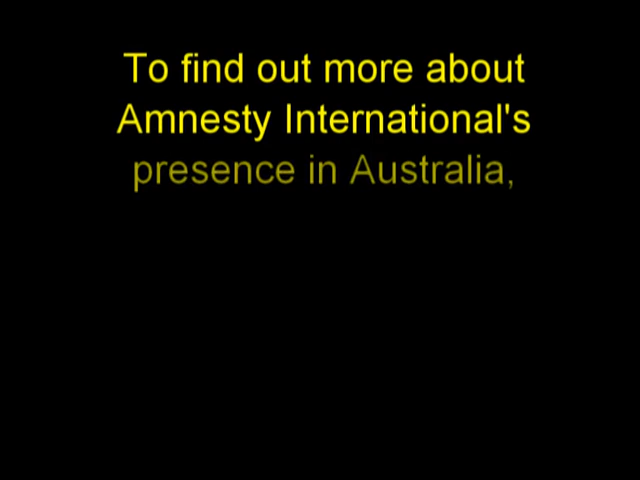 To find out more about
Amnesty International's
presence in Australia,